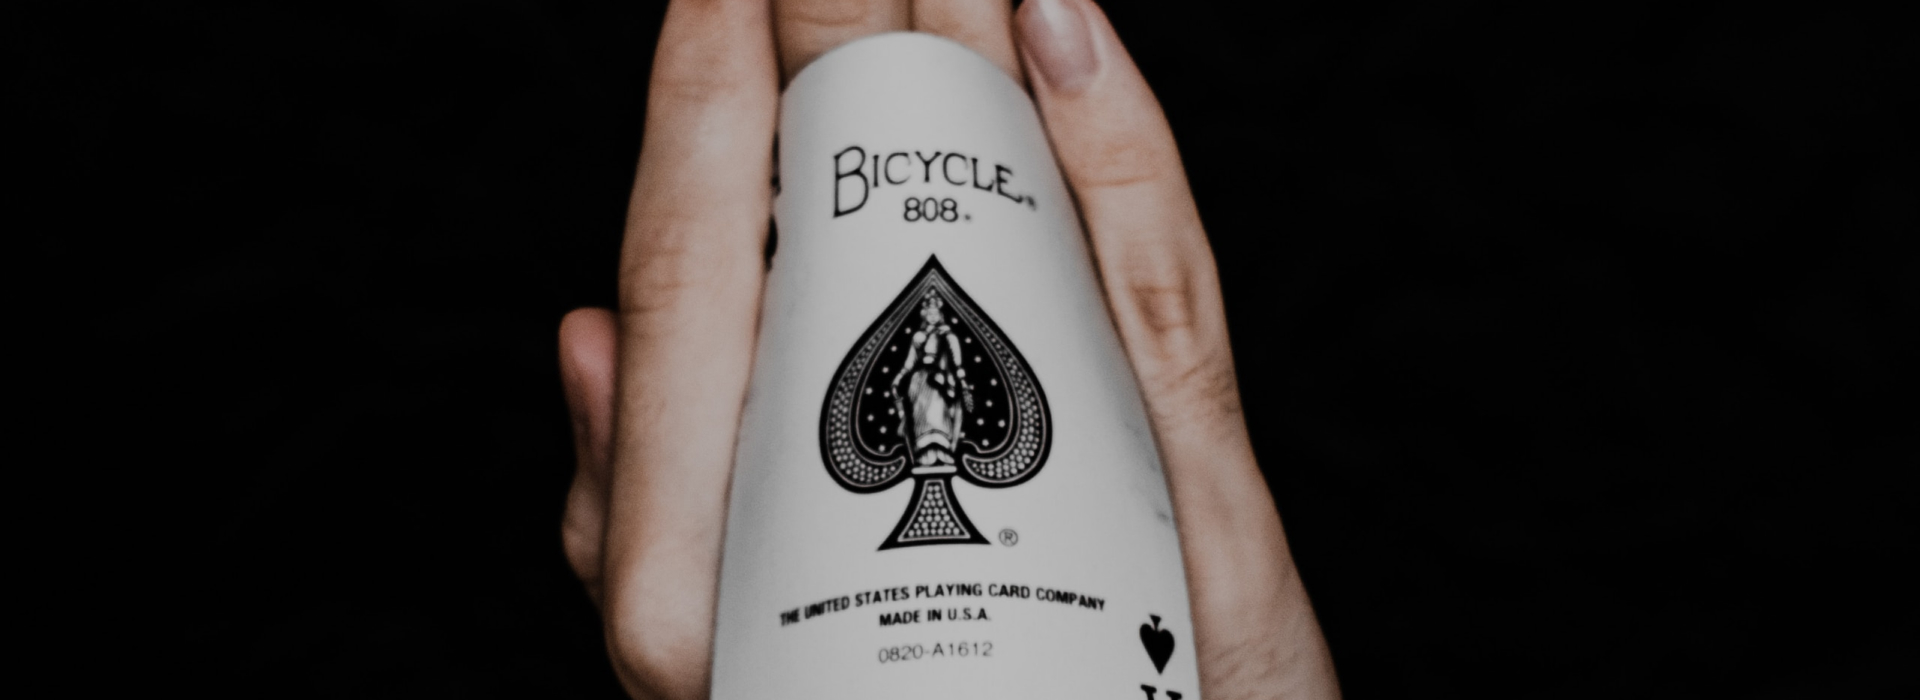 BICYCLE®
808®
®
THE UNITED STATES PLAYING CARD COMPANY
MADE IN U.S.A.
0820-A1612